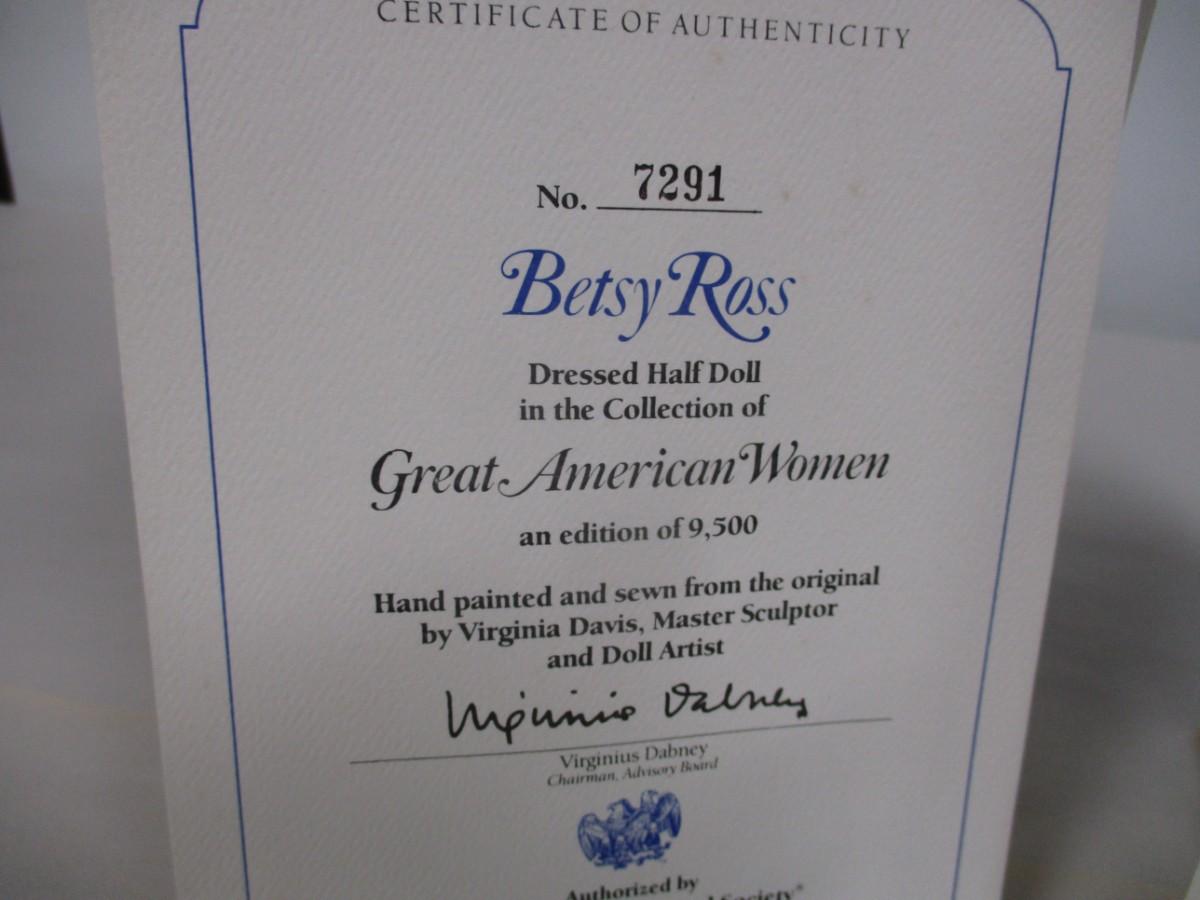 CERTIFICATE OF AUTHENTICITY
No. 7291
Betsy Ross
Dressed Half Doll
in the Collection of
Great American Women
an edition of 9,500
Hand painted and sewn from the original
by Virginia Davis, Master Sculptor
and Doll Artist
Virginius Dabney
Virginius Dabney
Chairman, Advisory Board
Authorized by
Society®